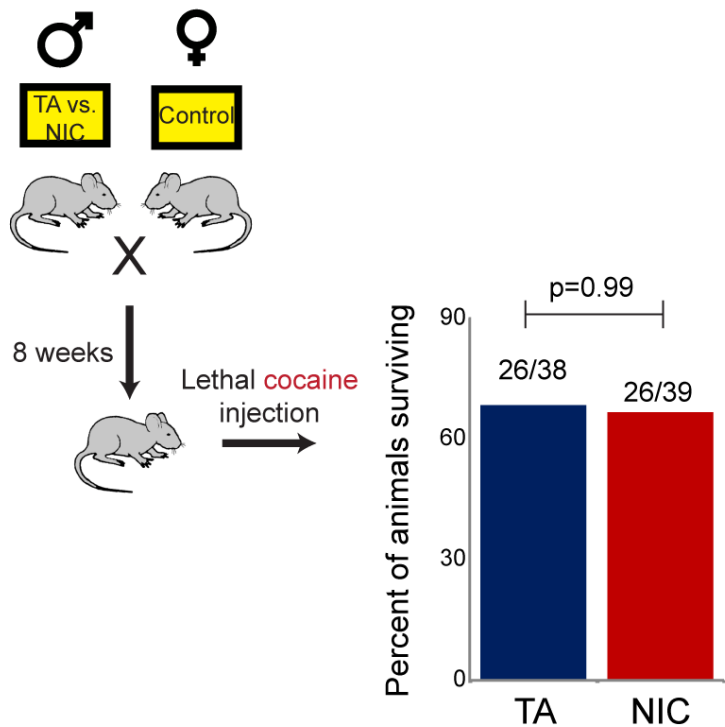 ♂ ♀
TA vs.
NIC
Control
X
8 weeks
Lethal cocaine
injection
Percent of animals surviving
p=0.99
90
60
30
0
26/38
26/39
TA
NIC